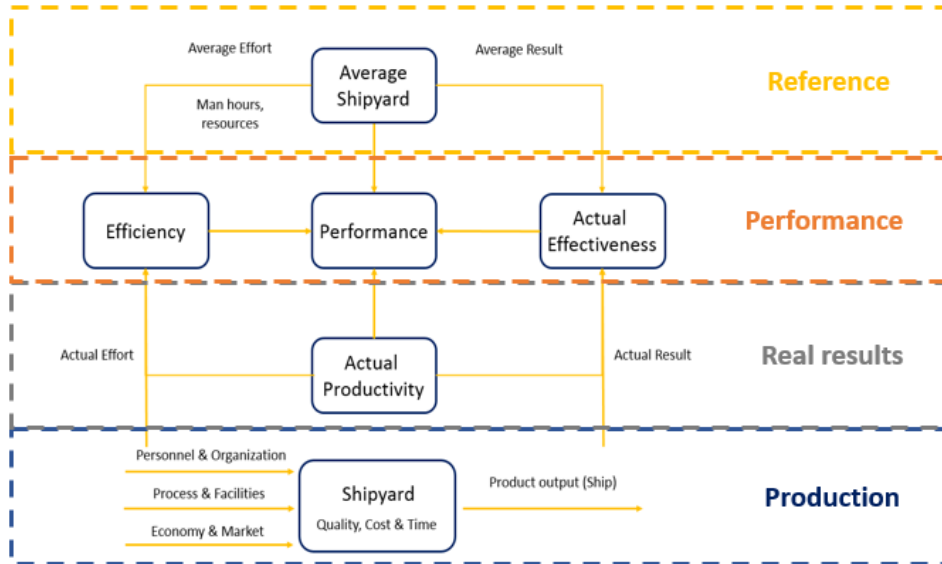 Average Effort
Average Result
Average
Shipyard
Reference
Man hours,
resources
Efficiency
Performance
Actual
Effectiveness
Performance
Actual Effort
Actual
Productivity
Actual Result
Real results
Personnel & Organization
Process & Facilities
Economy & Market
Shipyard
Quality, Cost & Time
Product output (Ship)
Production